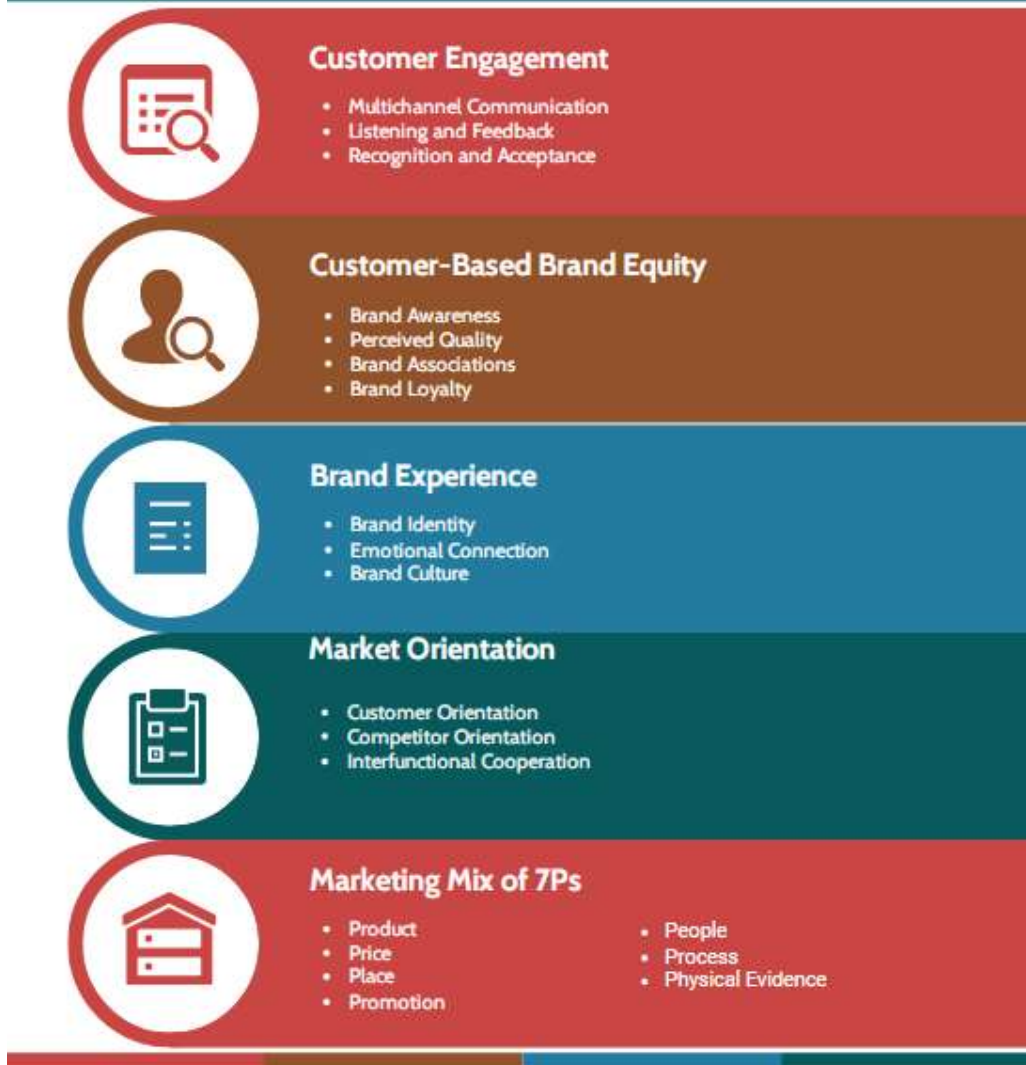 Customer Engagement
• Multichannel Communication
• Listening and Feedback
• Recognition and Acceptance
Customer-Based Brand Equity
• Brand Awareness
• Perceived Quality
• Brand Associations
• Brand Loyalty
Brand Experience
• Brand Identity
• Emotional Connection
• Brand Culture
Market Orientation
• Customer Orientation
• Competitor Orientation
• Interfunctional Cooperation
Marketing Mix of 7Ps
• Product
• Price
• Place
• Promotion
• People
• Process
• Physical Evidence